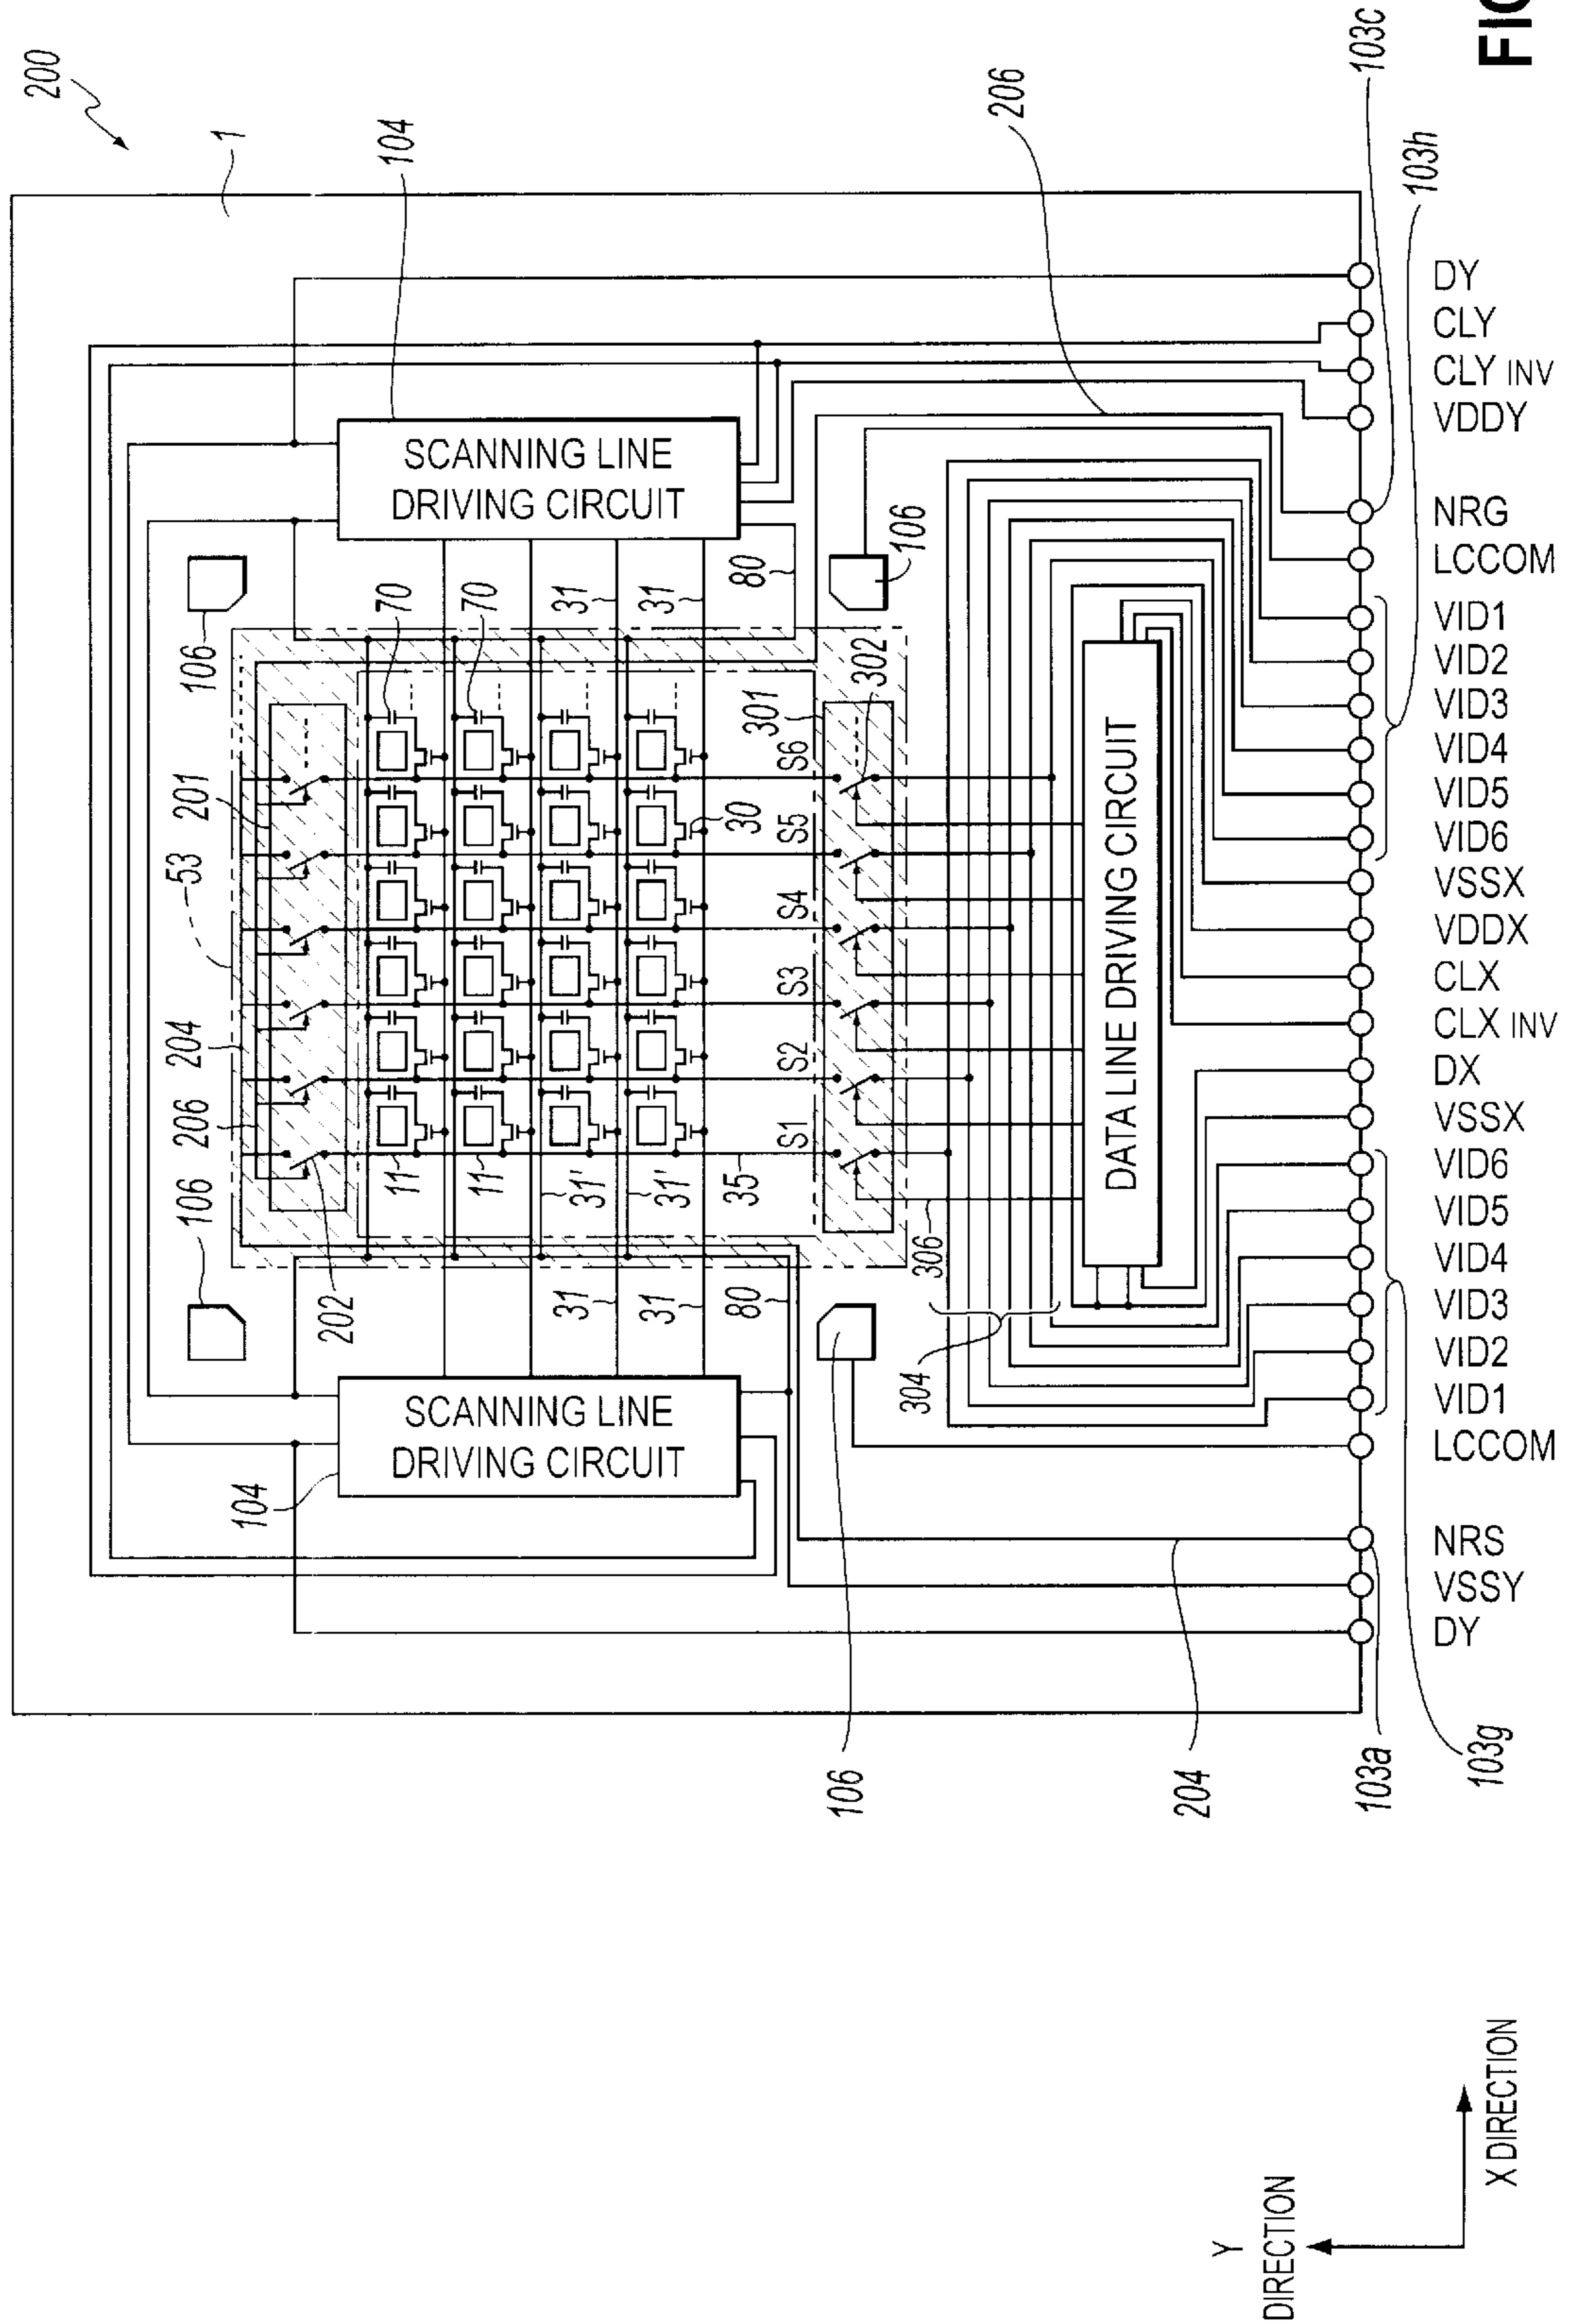 200
1
104
SCANNING LINE
DRIVING CIRCUIT
106
53
201
204
206
106
202
70
70
11
11
31
31
31'
31'
31
31
30
35
80
80
S1
S2
S3
S4
S5
S6
301
302
106
106
306
304
SCANNING LINE
DRIVING CIRCUIT
104
DATA LINE DRIVING CIRCUIT
206
204
103a
103g
103c
103h
DY
VSSY
NRS
LCCOM
VID1
VID2
VID3
VID4
VID5
VID6
VSSX
DX
CLX INV
CLX
VDDX
VSSX
VID6
VID5
VID4
VID3
VID2
VID1
LCCOM
NRG
VDDY
CLY INV
CLY
DY
Y
DIRECTION
X DIRECTION